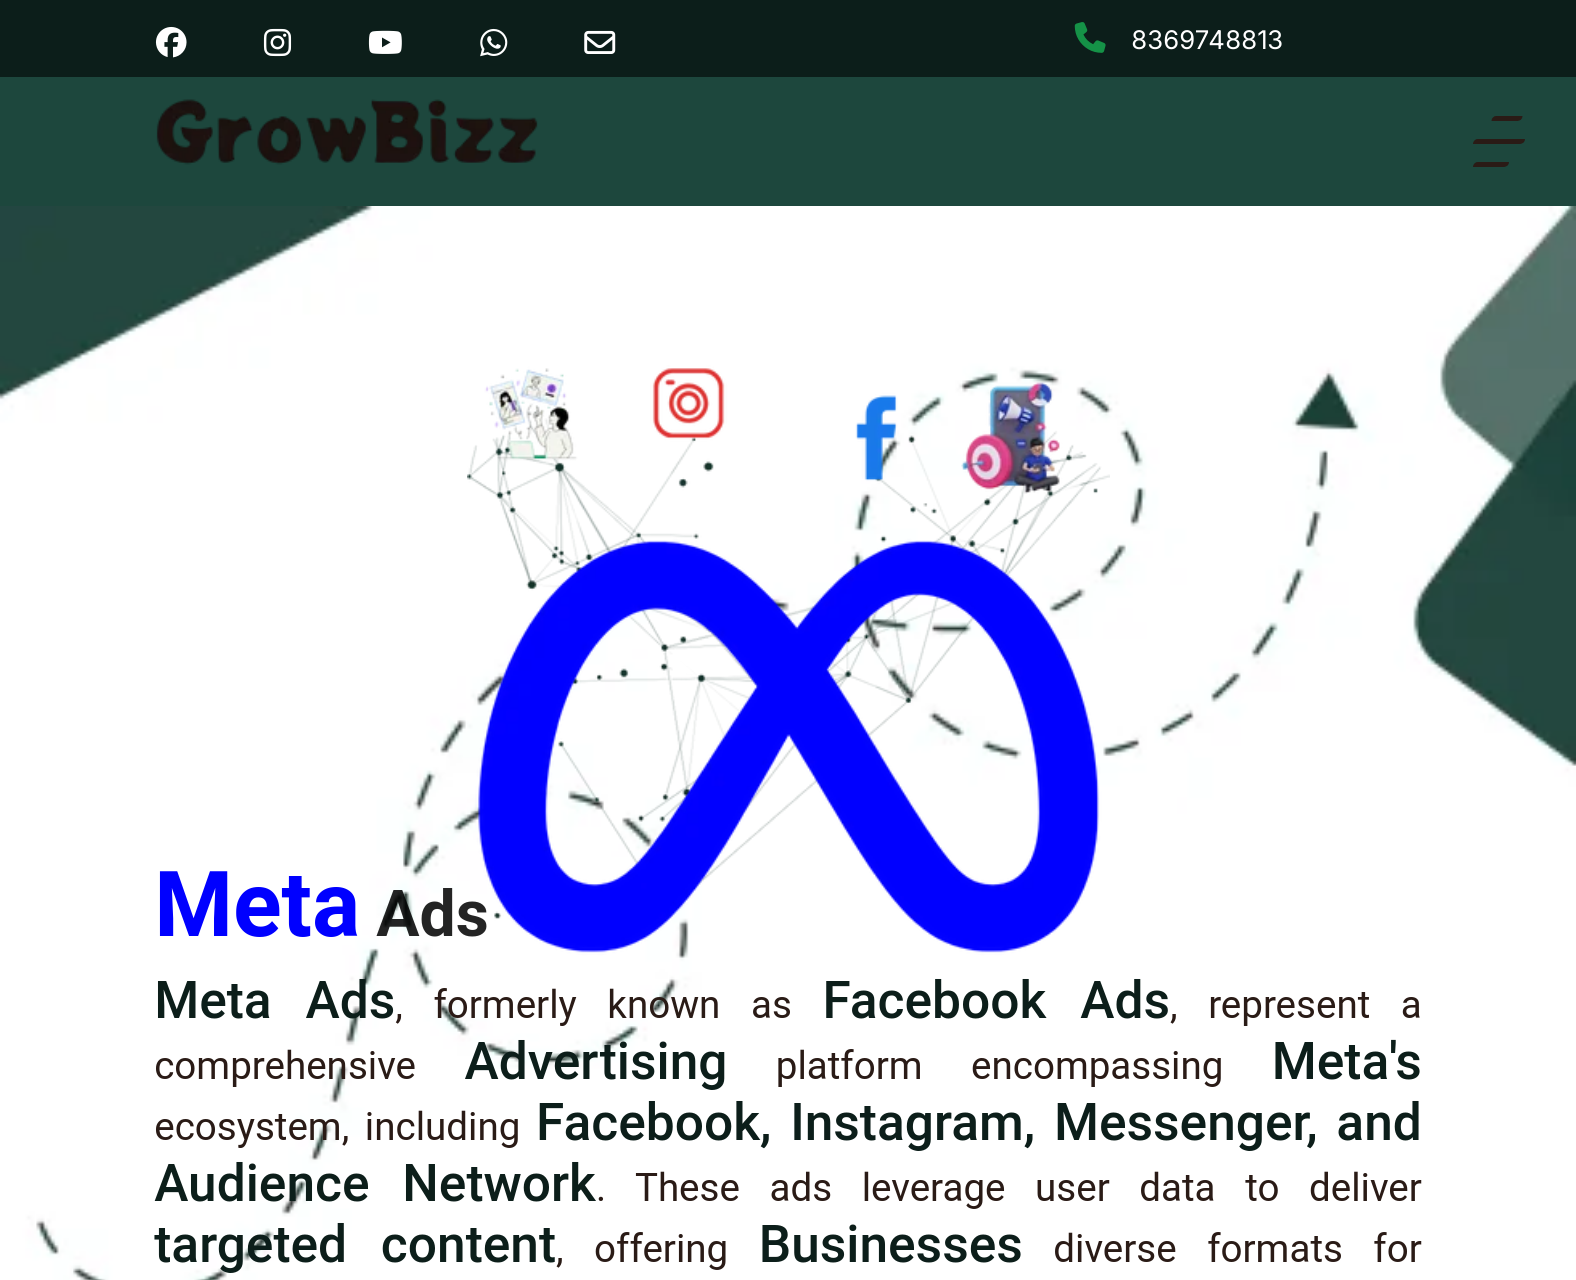 8369748813
GrowBizz
Meta Ads
Meta Ads, formerly known as Facebook Ads, represent a
comprehensive Advertising platform encompassing Meta's
ecosystem, including Facebook, Instagram, Messenger, and
Audience Network. These ads leverage user data to deliver
targeted content, offering Businesses diverse formats for